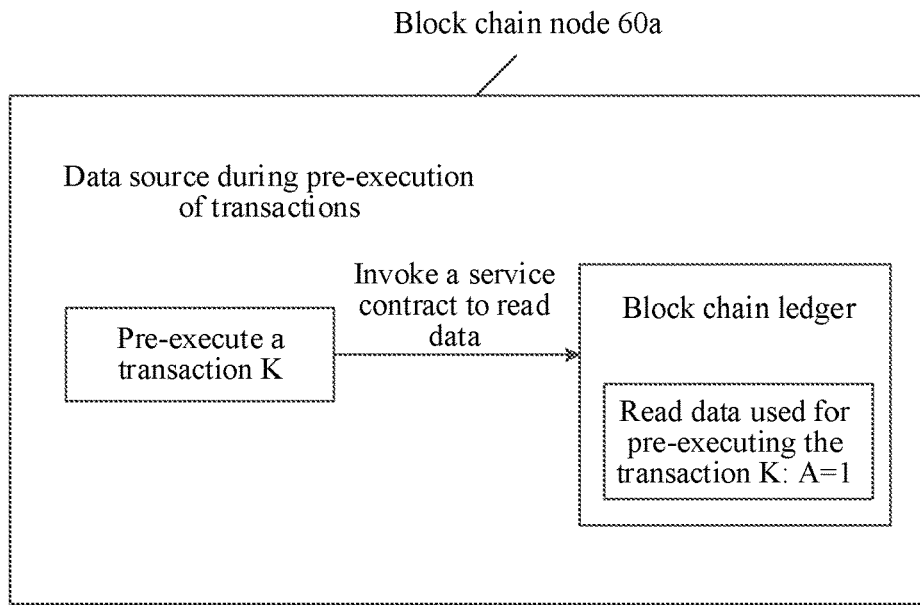 Block chain node 60a
Data source during pre-execution
of transactions
Invoke a service
contract to read
data
Pre-execute a
transaction K
Block chain ledger
Read data used for
pre-executing the
transaction K: A=1